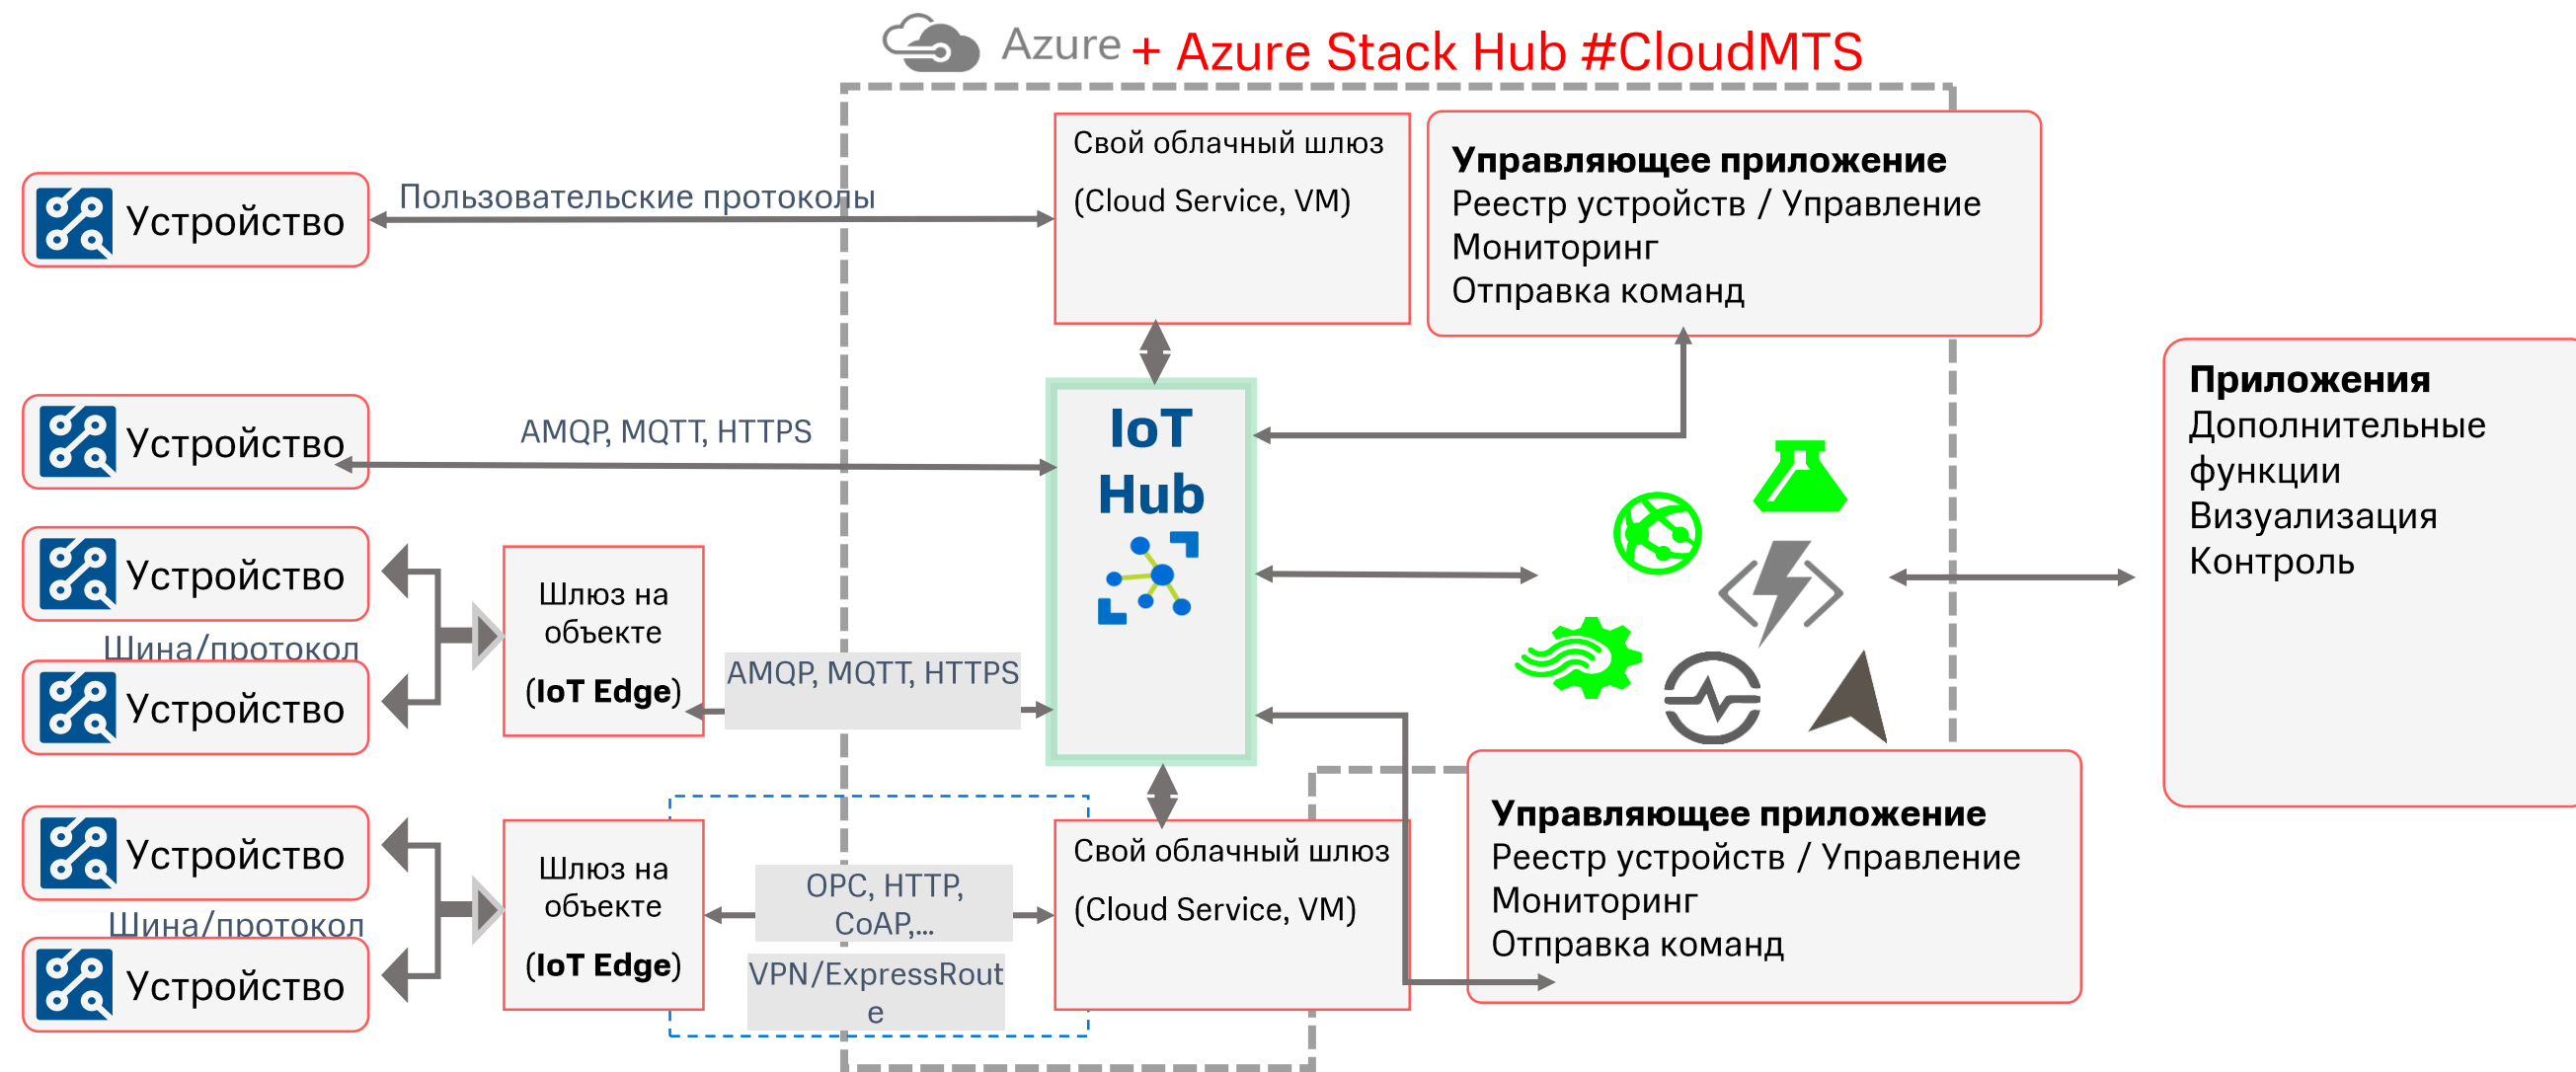 Azure + Azure Stack Hub #CloudMTS
Устройство
Пользовательские протоколы
Свой облачный шлюз
(Cloud Service, VM)
Управляющее приложение
Реестр устройств / Управление
Мониторинг
Отправка команд
Устройство
AMQP, MQTT, HTTPS
IoT
Hub
Приложения
Дополнительные
функции
Визуализация
Контроль
Устройство
Шина/протокол
Устройство
Шлюз на
объекте
(IoT Edge)
AMQP, MQTT, HTTPS
Устройство
Шина/протокол
Устройство
Шлюз на
объекте
(IoT Edge)
OPC, HTTP,
CoAP,...
VPN/ExpressRout
e
Свой облачный шлюз
(Cloud Service, VM)
Управляющее приложение
Реестр устройств / Управление
Мониторинг
Отправка команд